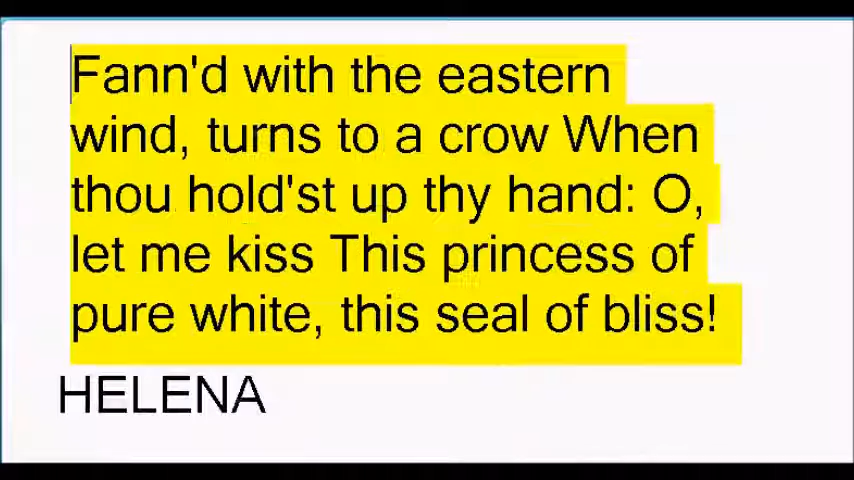 Fann'd with the eastern
wind, turns to a crow When
thou hold'st up thy hand: O,
let me kiss This princess of
pure white, this seal of bliss!
HELENA